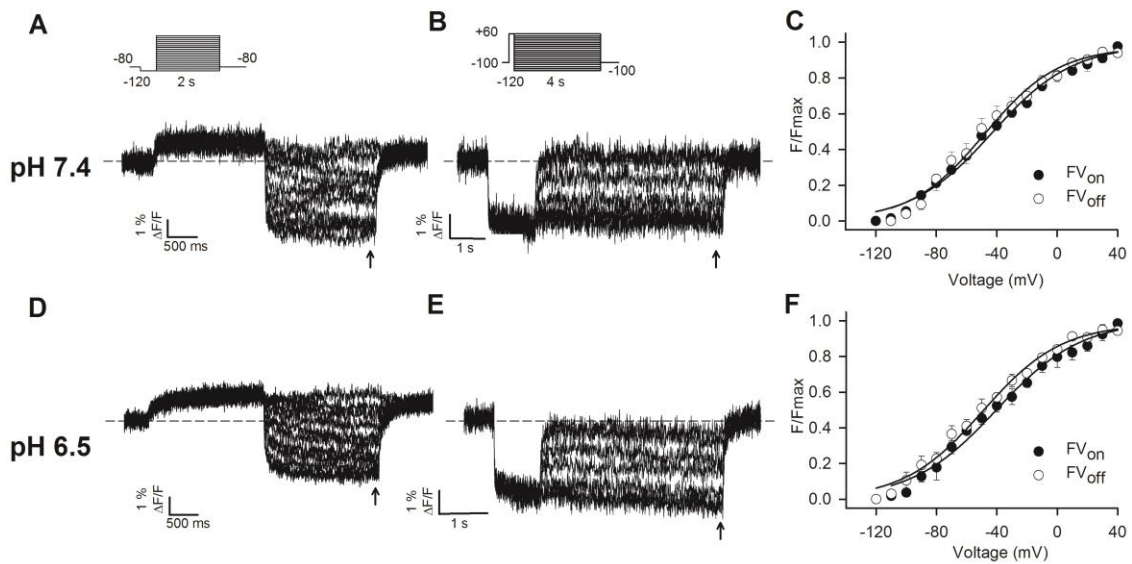 A
-80
-120
2 s
-80
B
+60
-100
-120
4 s
-100
C
F/Fmax
1.0
0.8
0.6
0.4
0.2
0.0
FVon
FVoff
-120
-80
-40
0
40
Voltage (mV)
pH 7.4
1 %
ΔF/F
500 ms
1 %
ΔF/F
1 s
D
E
F
F/Fmax
1.0
0.8
0.6
0.4
0.2
0.0
FVon
FVoff
-120
-80
-40
0
40
Voltage (mV)
pH 6.5
1 %
ΔF/F
500 ms
1 %
ΔF/F
1 s